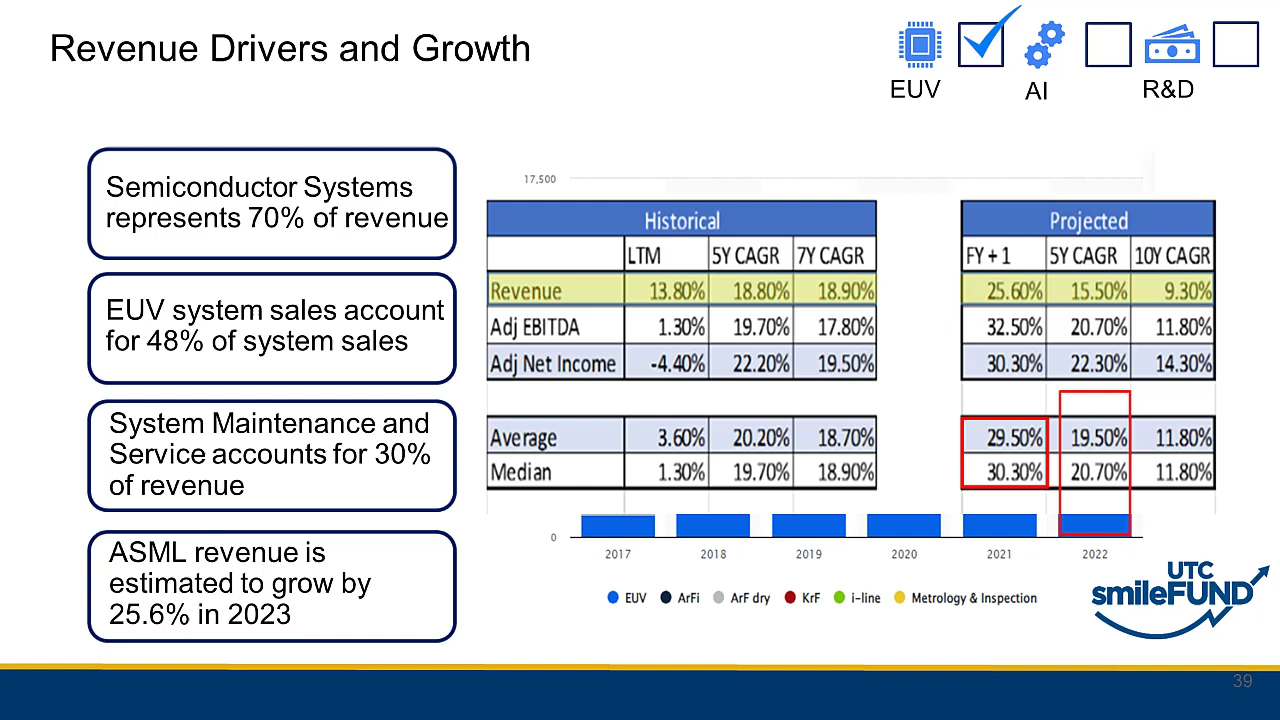 Revenue Drivers and Growth
EUV
AI
R&D
Semiconductor Systems
represents 70% of revenue
EUV system sales account
for 48% of system sales
System Maintenance and
Service accounts for 30%
of revenue
ASML revenue is
estimated to grow by
25.6% in 2023
17,500
Historical
LTM 5Y CAGR 7Y CAGR
Revenue 13.80% 18.80% 18.90%
Adj EBITDA 1.30% 19.70% 17.80%
Adj Net Income -4.40% 22.20% 19.50%
Average 3.60% 20.20% 18.70%
Median 1.30% 19.70% 18.90%
Projected
FY + 1 5Y CAGR 10Y CAGR
25.60% 15.50% 9.30%
32.50% 20.70% 11.80%
30.30% 22.30% 14.30%
29.50% 19.50% 11.80%
30.30% 20.70% 11.80%
0
2017 2018 2019 2020 2021 2022
EUV ArFi ArF dry KrF i-line Metrology & Inspection
UTC
smileFUND
39